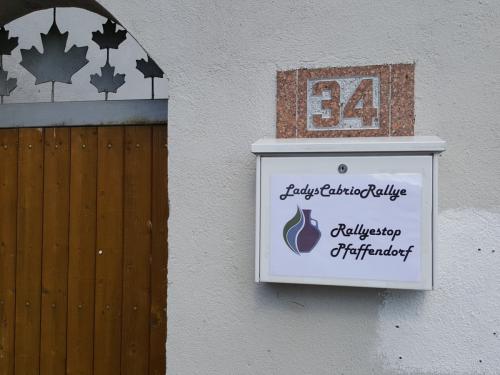 34
LadysCabrioRallye
Rallyestop
Pfaffendorf